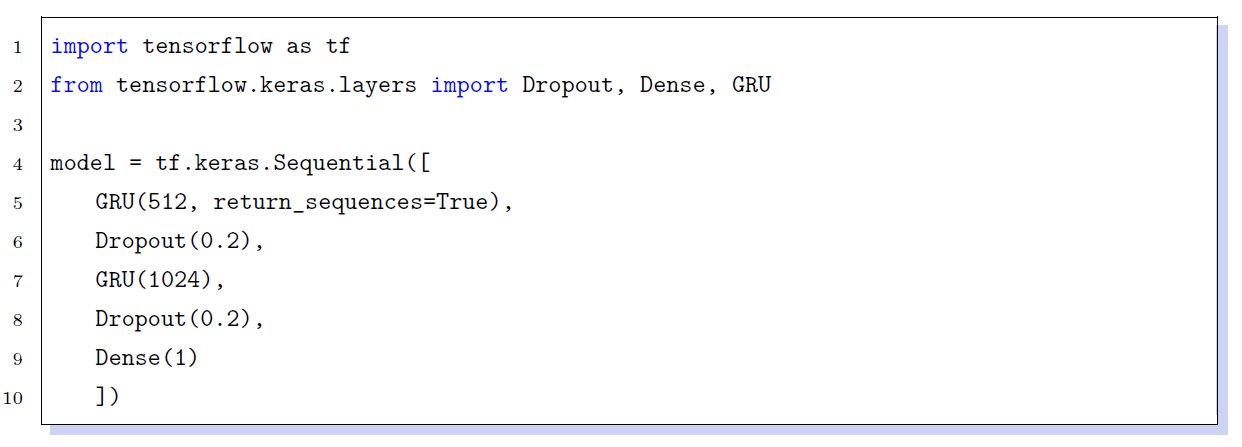 1 import tensorflow as tf
2 from tensorflow.keras.layers import Dropout, Dense, GRU
3
4 model = tf.keras.Sequential([
5 GRU(512, return_sequences=True),
6 Dropout(0.2),
7 GRU(1024),
8 Dropout(0.2),
9 Dense(1)
10 ])